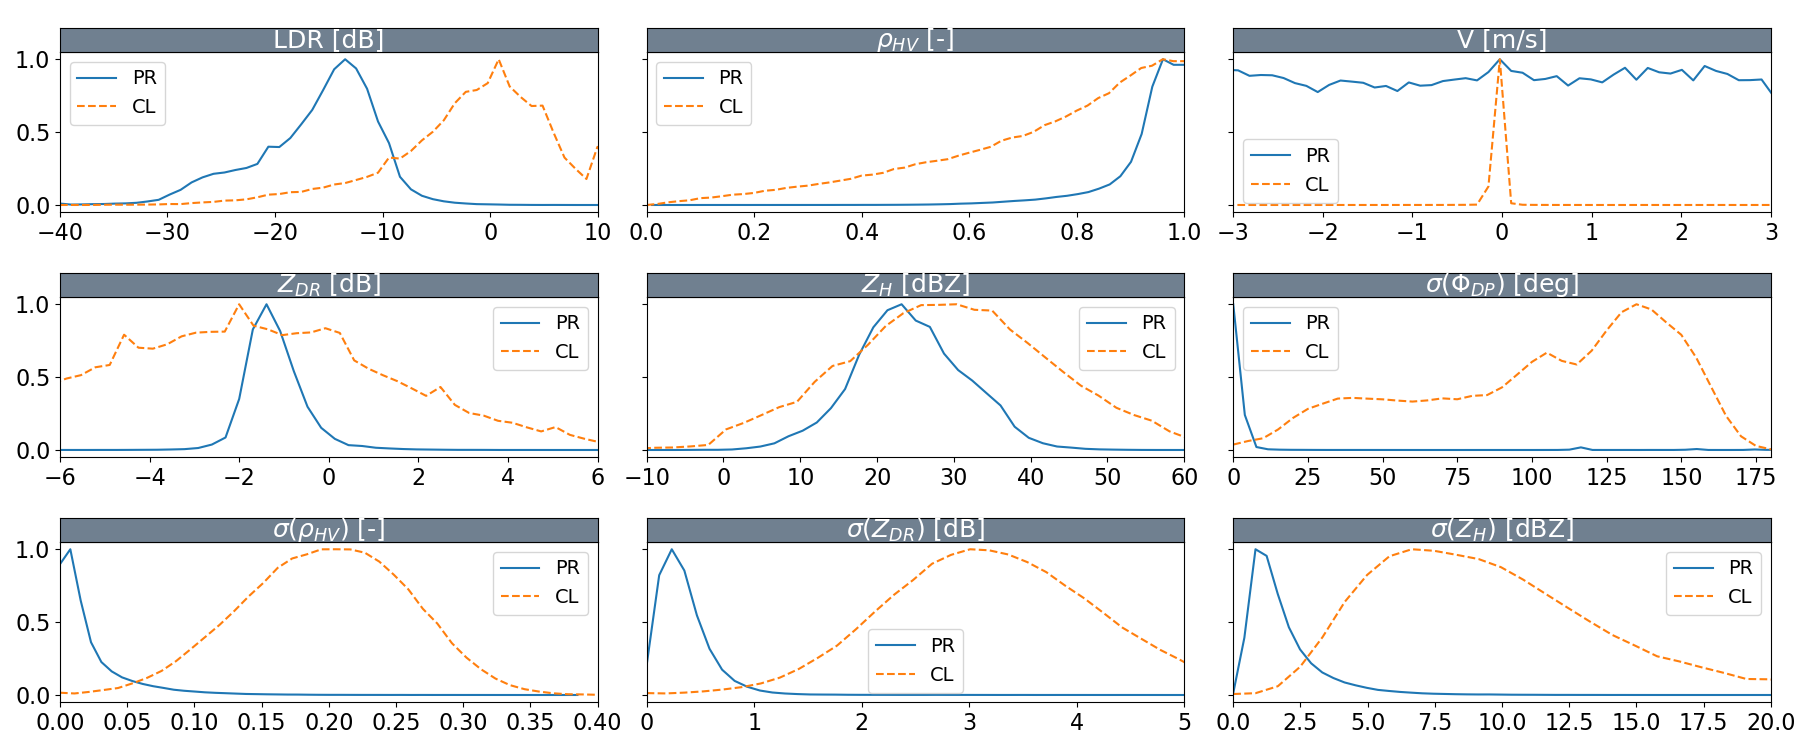 LDR [dB]
ρHV [-]
V [m/s]
1.0
0.5
0.0
PR
CL
PR
CL
PR
CL
−40 −30 −20 −10 0 10
0.0 0.2 0.4 0.6 0.8 1.0
−3 −2 −1 0 1 2 3
ZDR [dB]
ZH [dBZ]
σ(ΦDP) [deg]
1.0
0.5
0.0
PR
CL
PR
CL
PR
CL
−6 −4 −2 0 2 4 6
−10 0 10 20 30 40 50 60
0 25 50 75 100 125 150 175
σ(ρHV) [-]
σ(ZDR) [dB]
σ(ZH) [dBZ]
1.0
0.5
0.0
PR
CL
PR
CL
PR
CL
0.00 0.05 0.10 0.15 0.20 0.25 0.30 0.35 0.40
0 1 2 3 4 5
0.0 2.5 5.0 7.5 10.0 12.5 15.0 17.5 20.0